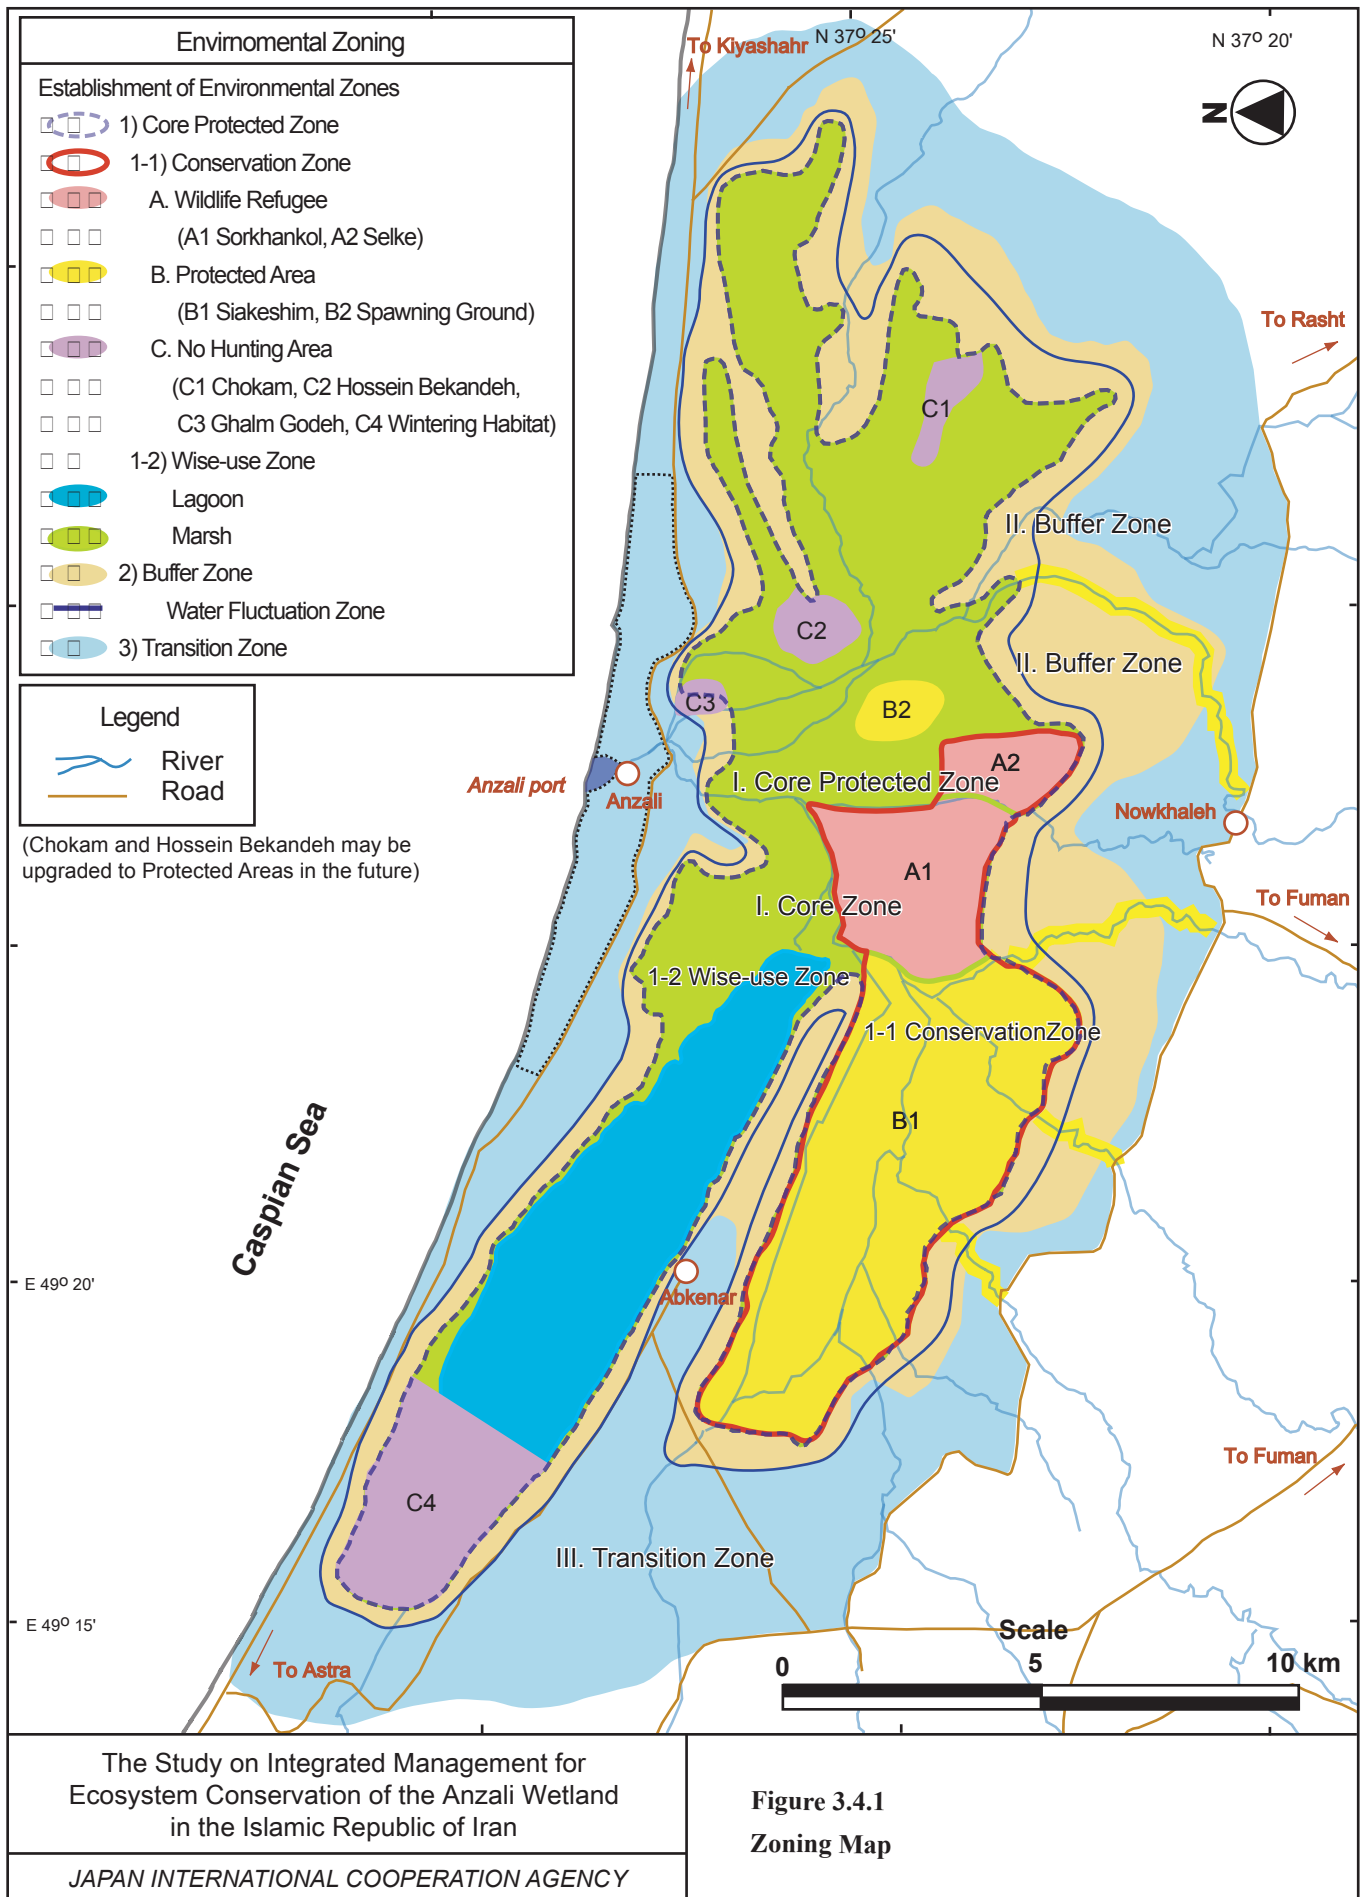 Envirnomental Zoning
Establishment of Environmental Zones
1) Core Protected Zone
1-1) Conservation Zone
A. Wildlife Refugee
(A1 Sorkhankol, A2 Selke)
B. Protected Area
(B1 Siakeshim, B2 Spawning Ground)
C. No Hunting Area
(C1 Chokam, C2 Hossein Bekandeh,
C3 Ghalm Godeh, C4 Wintering Habitat)
1-2) Wise-use Zone
Lagoon
Marsh
2) Buffer Zone
Water Fluctuation Zone
3) Transition Zone
Legend
River
Road
(Chokam and Hossein Bekandeh may be
upgraded to Protected Areas in the future)
To Kiyashahr
N 37º 25'
N 37º 20'
N
To Rasht
C1
II. Buffer Zone
C2
II. Buffer Zone
C3
B2
A2
Anzali port
Anzali
I. Core Protected Zone
Nowkhaleh
A1
To Fuman
I. Core Zone
1-2 Wise-use Zone
1-1 ConservationZone
B1
Caspian Sea
E 49º 20'
Abkenar
To Fuman
C4
III. Transition Zone
E 49º 15'
To Astra
Scale
0 5 10 km
The Study on Integrated Management for
Ecosystem Conservation of the Anzali Wetland
in the Islamic Republic of Iran
JAPAN INTERNATIONAL COOPERATION AGENCY
Figure 3.4.1
Zoning Map